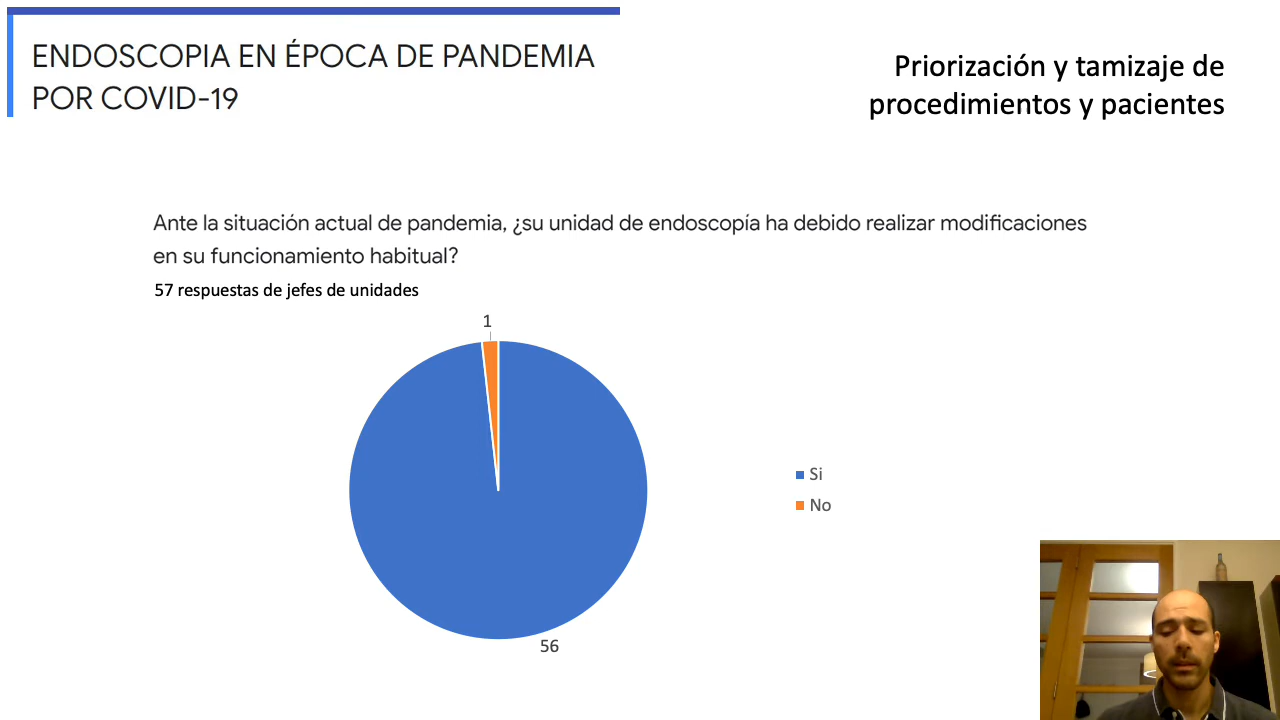 ENDOSCOPIA EN ÉPOCA DE PANDEMIA
POR COVID-19
Priorización y tamizaje de
procedimientos y pacientes
Ante la situación actual de pandemia, ¿su unidad de endoscopía ha debido realizar modificaciones
en su funcionamiento habitual?
57 respuestas de jefes de unidades
1
56
Si
No